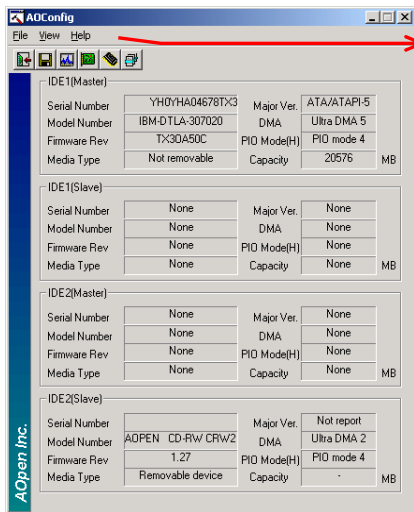 AOConfig
File View Help
IDE1(Master)
Serial Number YH0YHA04678TX3 Major Ver. ATA/ATAPI-5
Model Number IBM-DTLA-307020 DMA Ultra DMA 5
Firmware Rev TX3OA50C PIO Mode(H) PIO mode 4
Media Type Not removable Capacity 20576 MB
IDE1(Slave)
Serial Number None Major Ver. None
Model Number None DMA None
Firmware Rev None PIO Mode(H) None
Media Type None Capacity None MB
IDE2(Master)
Serial Number None Major Ver. None
Model Number None DMA None
Firmware Rev None PIO Mode(H) None
Media Type None Capacity None MB
IDE2(Slave)
Serial Number Major Ver. Not report
Model Number AOPEN CD-RW CRW2 DMA Ultra DMA 2
Firmware Rev 1.27 PIO Mode(H) PIO mode 4
Media Type Removable device Capacity - MB
AOpen Inc.